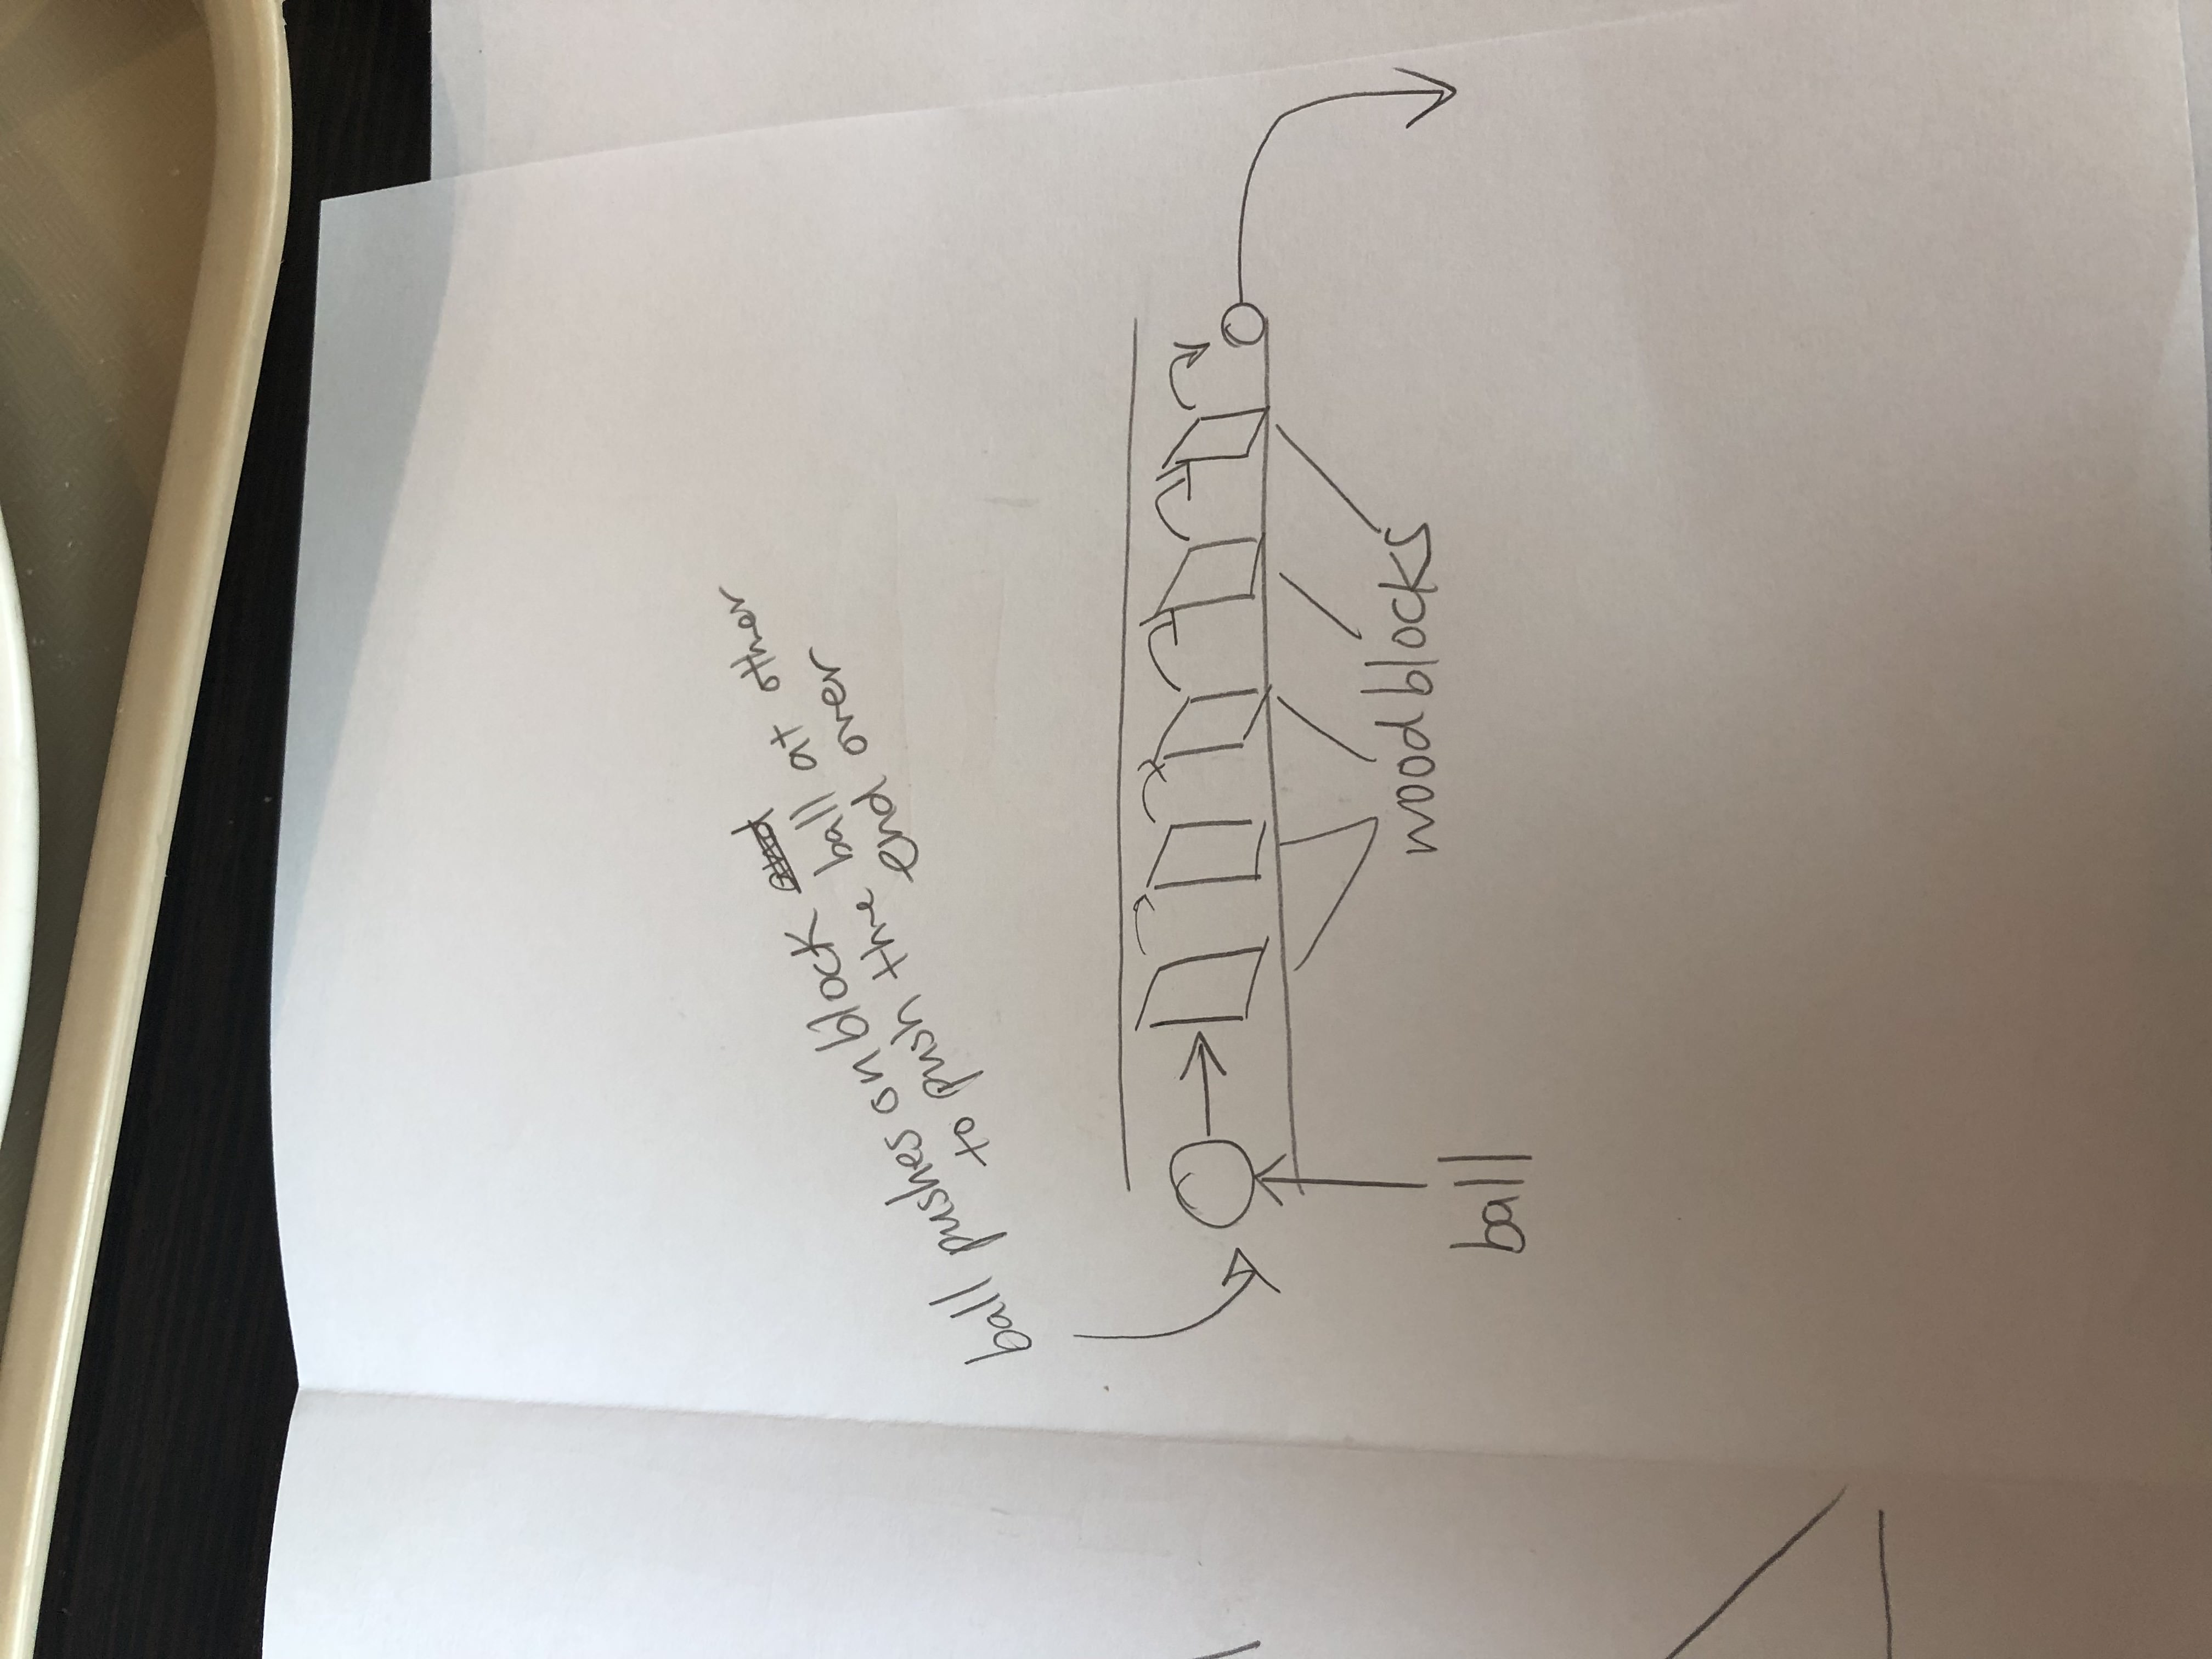 ball pushes on block and
to push the ball at other
end over
wood blocks
ball